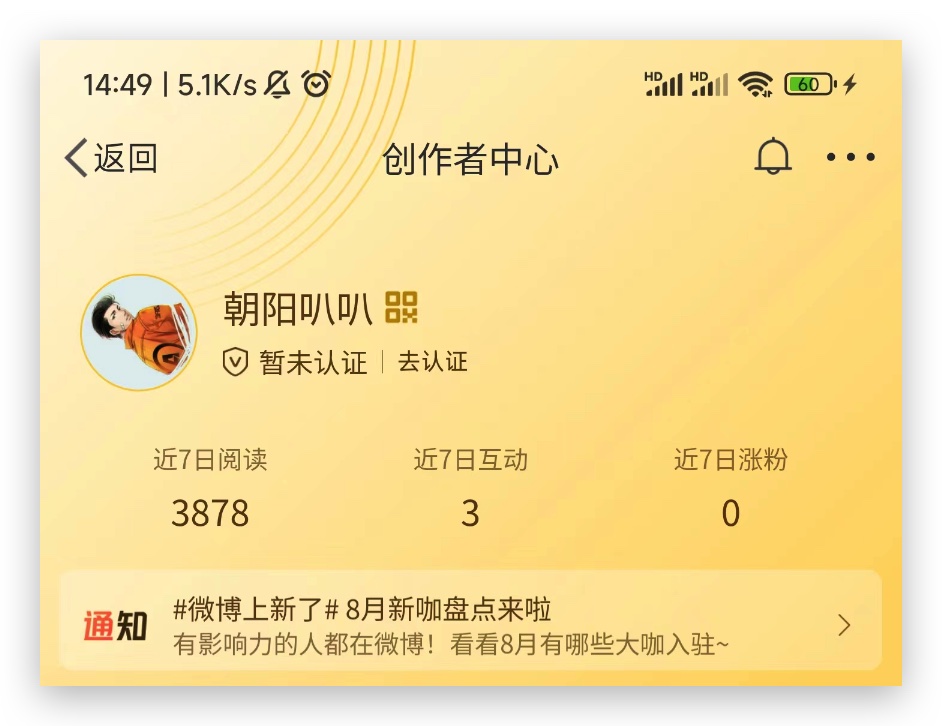 14:49 | 5.1K/s
HD HD 60
返回 创作者中心
朝阳叭叭
暂未认证 | 去认证
近7日阅读 近7日互动 近7日涨粉
3878 3 0
通知
#微博上新了# 8月新咖盘点来啦
有影响力的人都在微博！看看8月有哪些大咖入驻~